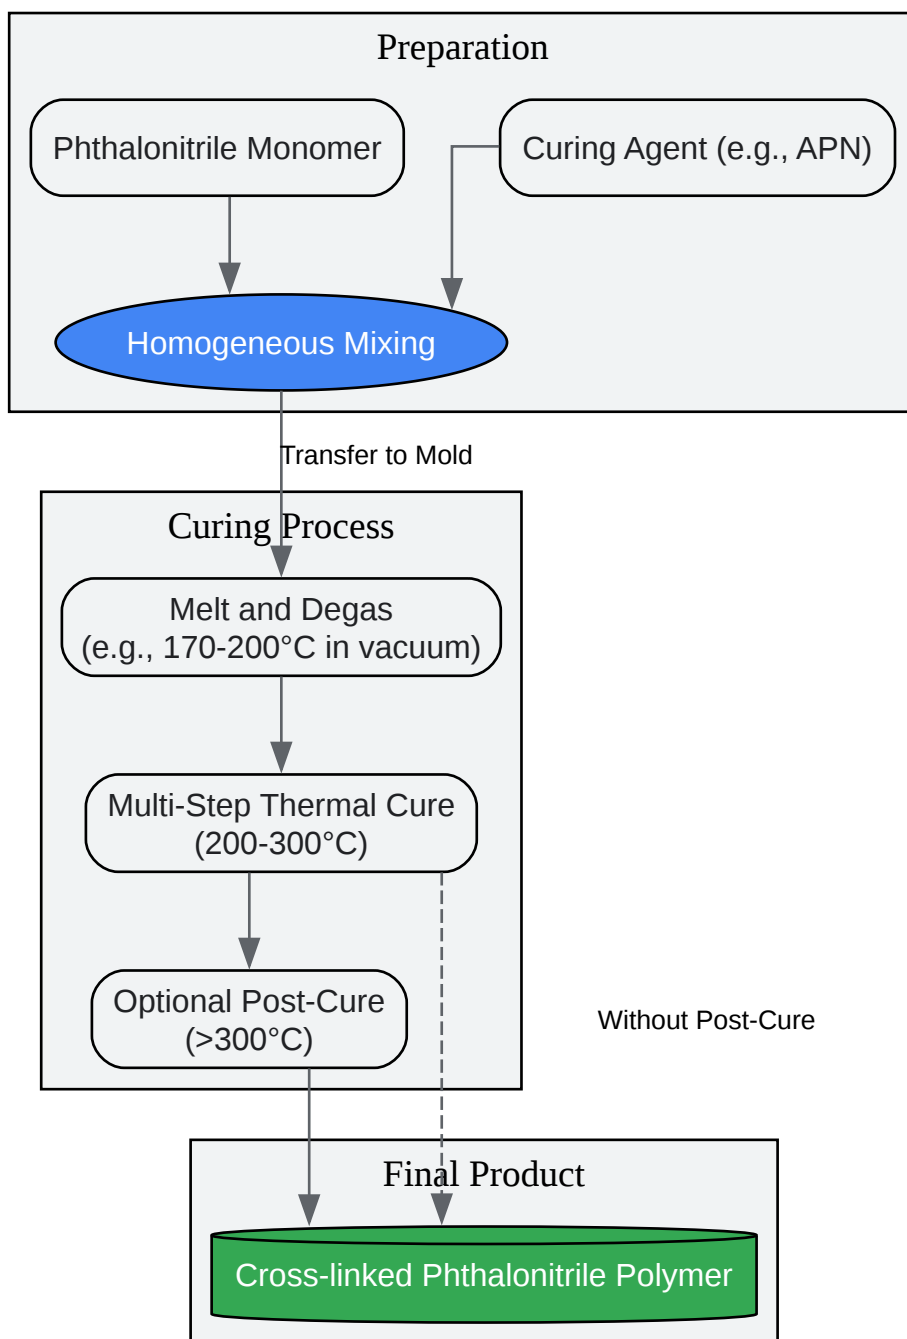 Preparation
Phthalonitrile Monomer
Curing Agent (e.g., APN)
Homogeneous Mixing
Transfer to Mold
Curing Process
Melt and Degas
(e.g., 170-200°C in vacuum)
Multi-Step Thermal Cure
(200-300°C)
Optional Post-Cure
(>300°C)
Without Post-Cure
Final Product
Cross-linked Phthalonitrile Polymer